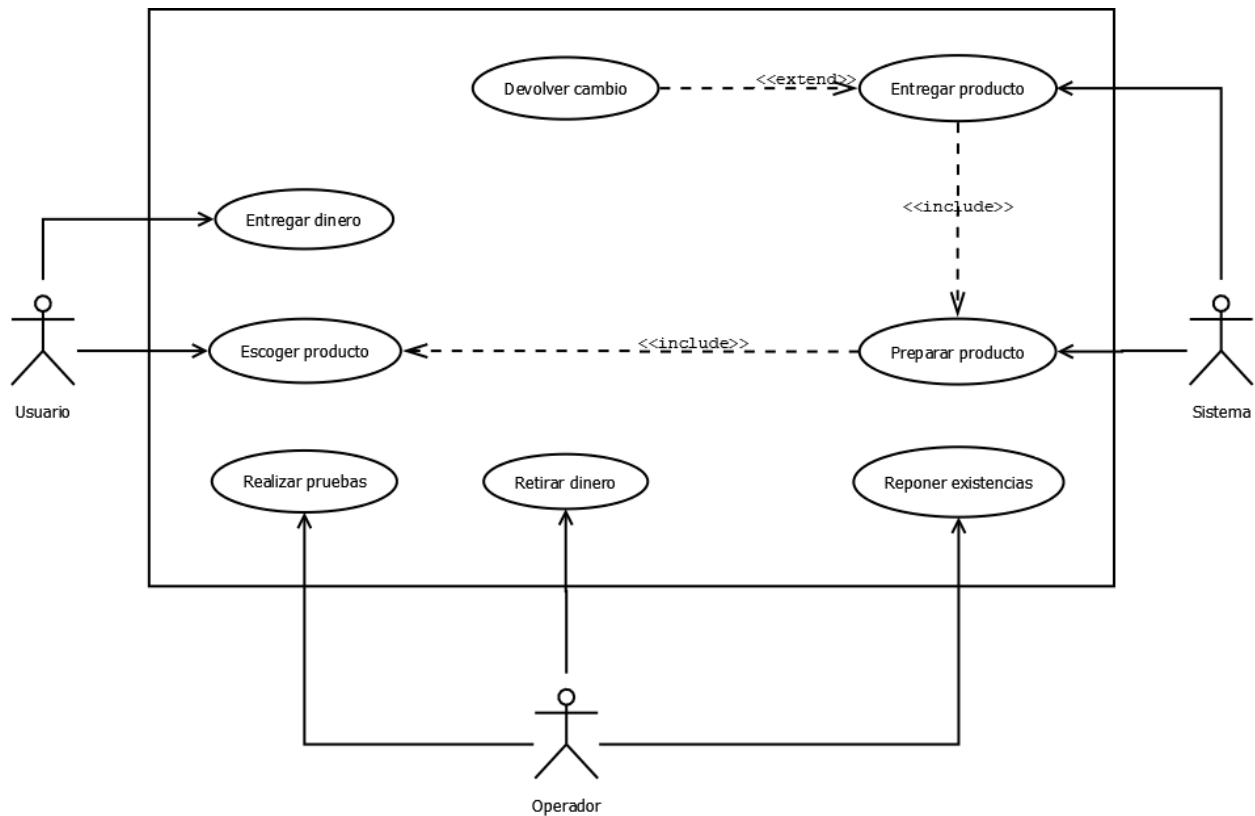 Devolver cambio
<<extend>>
Entregar producto
Entregar dinero
<<include>>
Escoger producto
<<include>>
Preparar producto
Usuario
Sistema
Realizar pruebas
Retirar dinero
Reponer existencias
Operador